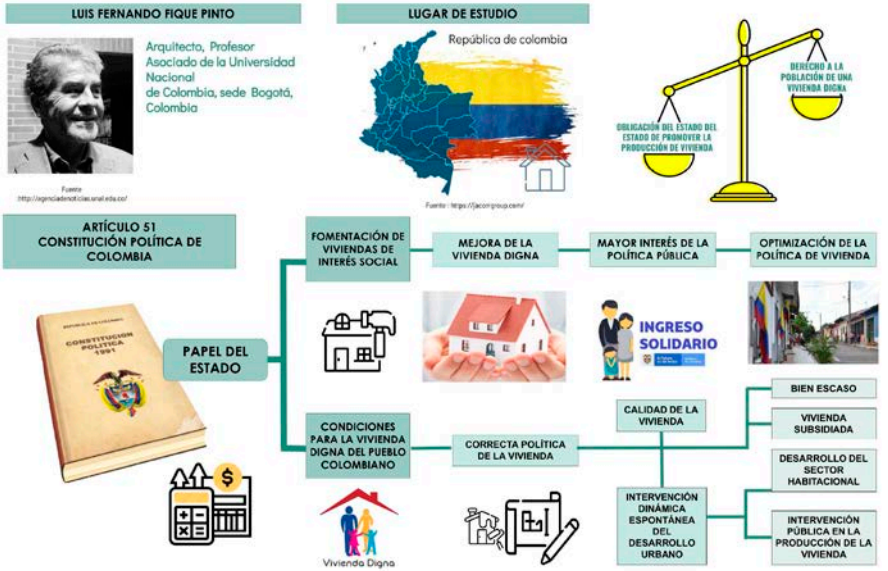 LUIS FERNANDO FIQUE PINTO
Arquitecto, Profesor
Asociado de la Universidad
Nacional
de Colombia, sede Bogotá,
Colombia
Fuente
http://agenciadenoticias.unal.edu.co/
LUGAR DE ESTUDIO
República de colombia
Fuente : https://jacomgroup.com/
DERECHO A LA
POBLACIÓN DE UNA
VIVIENDA DIGNA
OBLIGACIÓN DEL ESTADO DEL
ESTADO DE PROMOVER LA
PRODUCCIÓN DE VIVIENDA
ARTÍCULO 51
CONSTITUCIÓN POLÍTICA DE
COLOMBIA
REPUBLICA DE COLOMBIA
CONSTITUCION
POLITICA
1991
PAPEL DEL
ESTADO
FOMENTACIÓN DE
VIVIENDAS DE
INTERÉS SOCIAL
MEJORA DE LA
VIVIENDA DIGNA
MAYOR INTERÉS DE LA
POLÍTICA PÚBLICA
OPTIMIZACIÓN DE LA
POLÍTICA DE VIVIENDA
INGRESO
SOLIDARIO
CONDICIONES
PARA LA VIVIENDA
DIGNA DEL PUEBLO
COLOMBIANO
CORRECTA POLÍTICA
DE LA VIVIENDA
CALIDAD DE LA
VIVIENDA
INTERVENCIÓN
DINÁMICA
ESPONTÁNEA
DEL
DESARROLLO
URBANO
BIEN ESCASO
VIVIENDA
SUBSIDIADA
DESARROLLO DEL
SECTOR
HABITACIONAL
INTERVENCIÓN
PÚBLICA EN LA
PRODUCCIÓN DE LA
VIVIENDA
$
Vivienda Digna